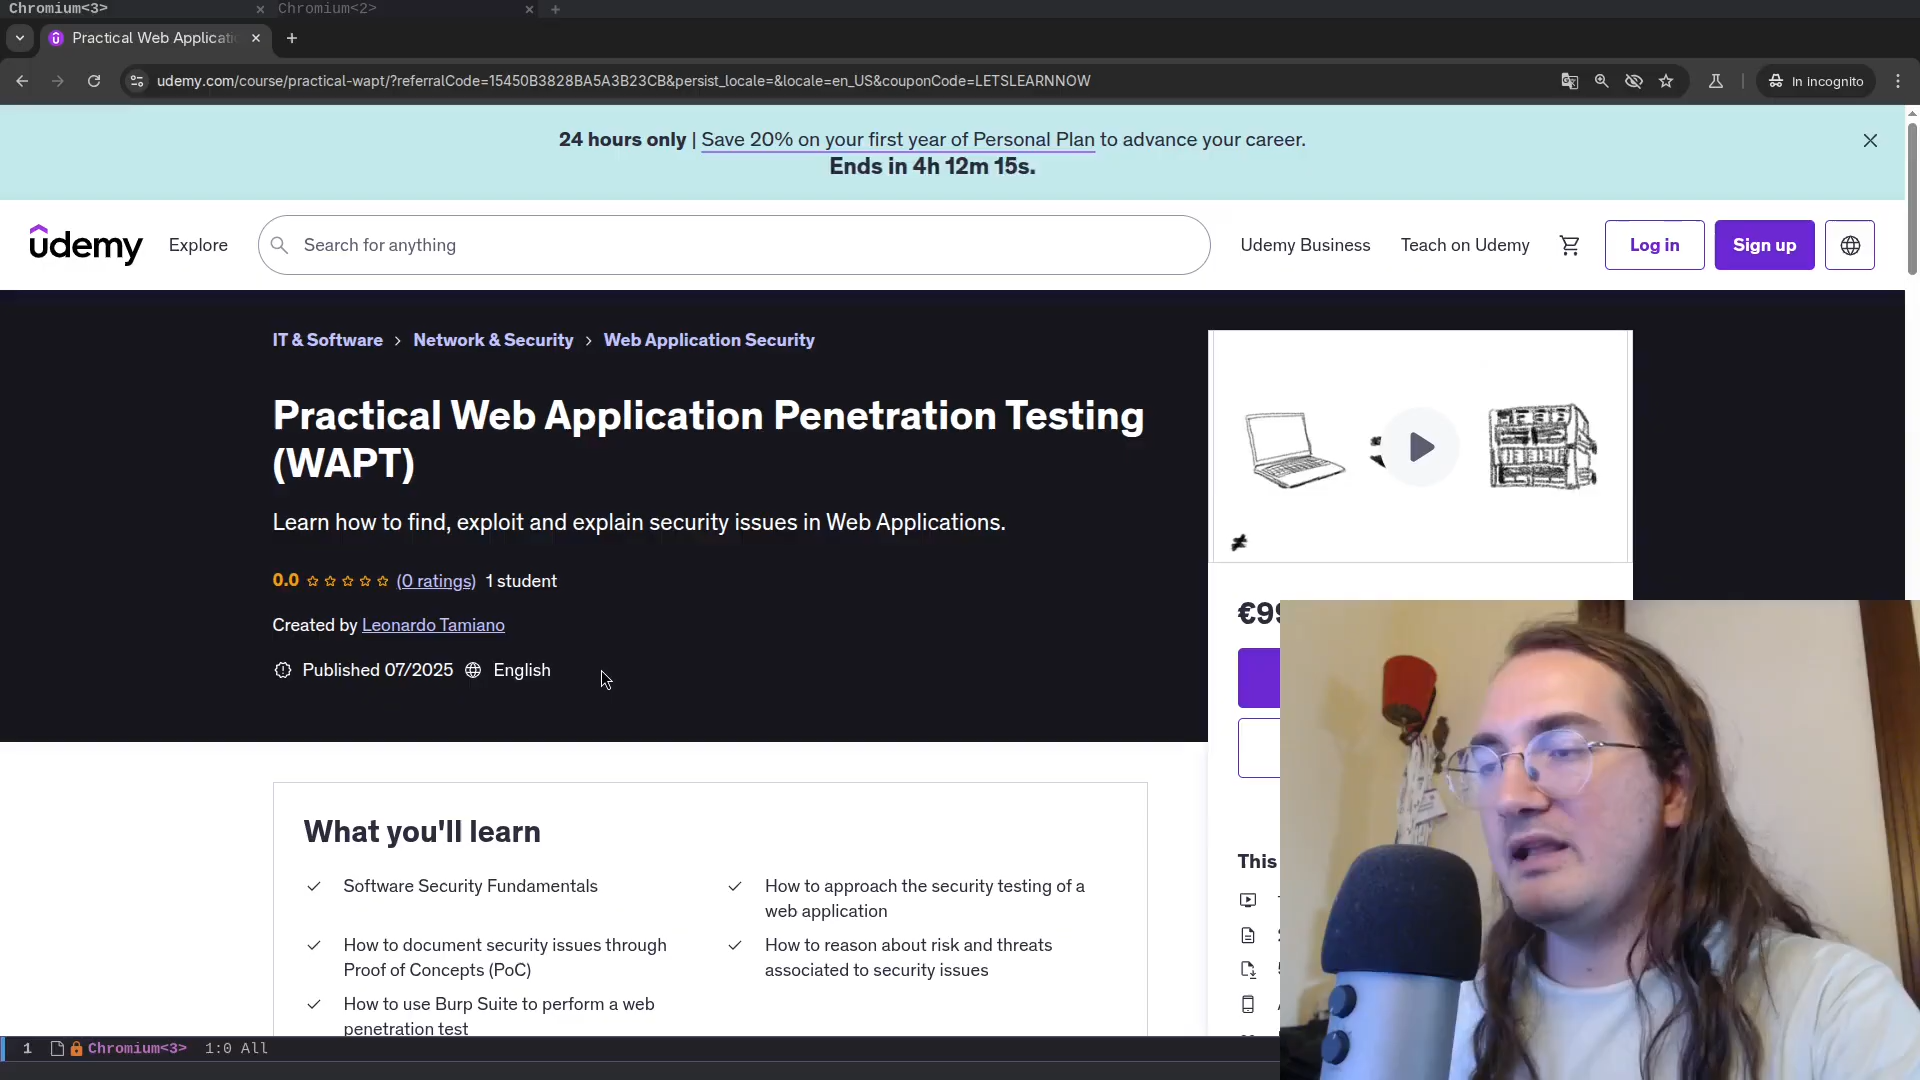 Chromium<3>
Chromium<2>
Practical Web Applicati
udemy.com/course/practical-wapt/?referralCode=15450B3828BA5A3B23CB&persist_locale=&locale=en_US&couponCode=LETSLEARNNOW
In incognito
24 hours only | Save 20% on your first year of Personal Plan to advance your career.
Ends in 4h 12m 15s.
udemy
Explore
Search for anything
Udemy Business
Teach on Udemy
Log in
Sign up
IT & Software > Network & Security > Web Application Security
Practical Web Application Penetration Testing
(WAPT)
Learn how to find, exploit and explain security issues in Web Applications.
0.0 (0 ratings) 1 student
Created by Leonardo Tamiano
Published 07/2025 English
€99
What you'll learn
Software Security Fundamentals
How to approach the security testing of a
web application
How to document security issues through
Proof of Concepts (PoC)
How to reason about risk and threats
associated to security issues
How to use Burp Suite to perform a web
penetration test
This
1 Chromium<3> 1:0 All